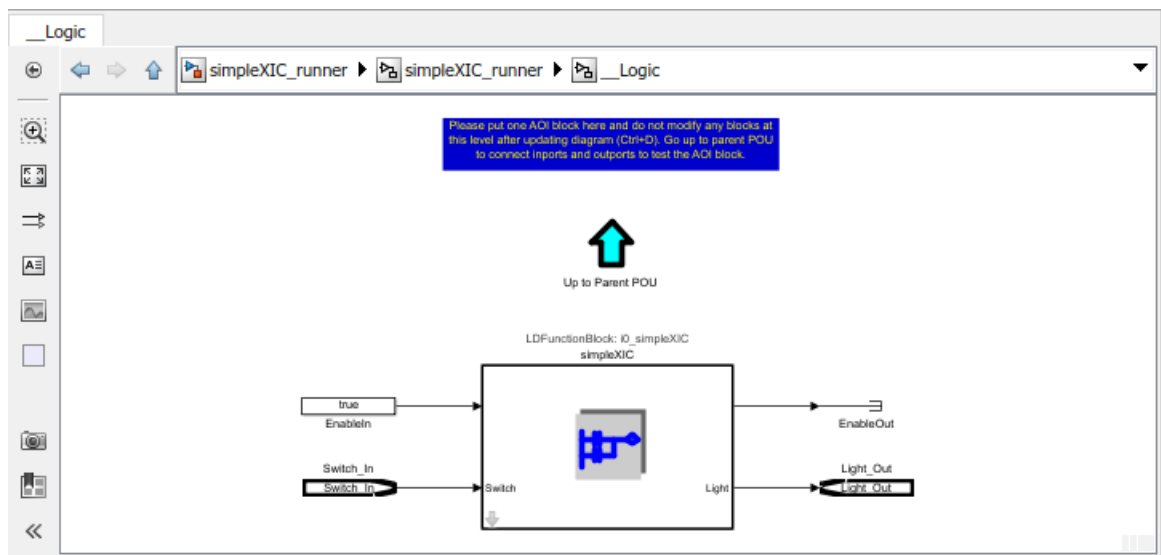 __Logic
simpleXIC_runner simpleXIC_runner __Logic
Please put one AOI block here and do not modify any blocks at
this level after updating diagram (Ctrl+D). Go up to parent POU
to connect inports and outports to test the AOI block.
Up to Parent POU
LDFunctionBlock: i0_simpleXIC
simpleXIC
true
EnableIn
EnableOut
Switch_In
Switch_In
Switch
Light
Light_Out
Light_Out
A